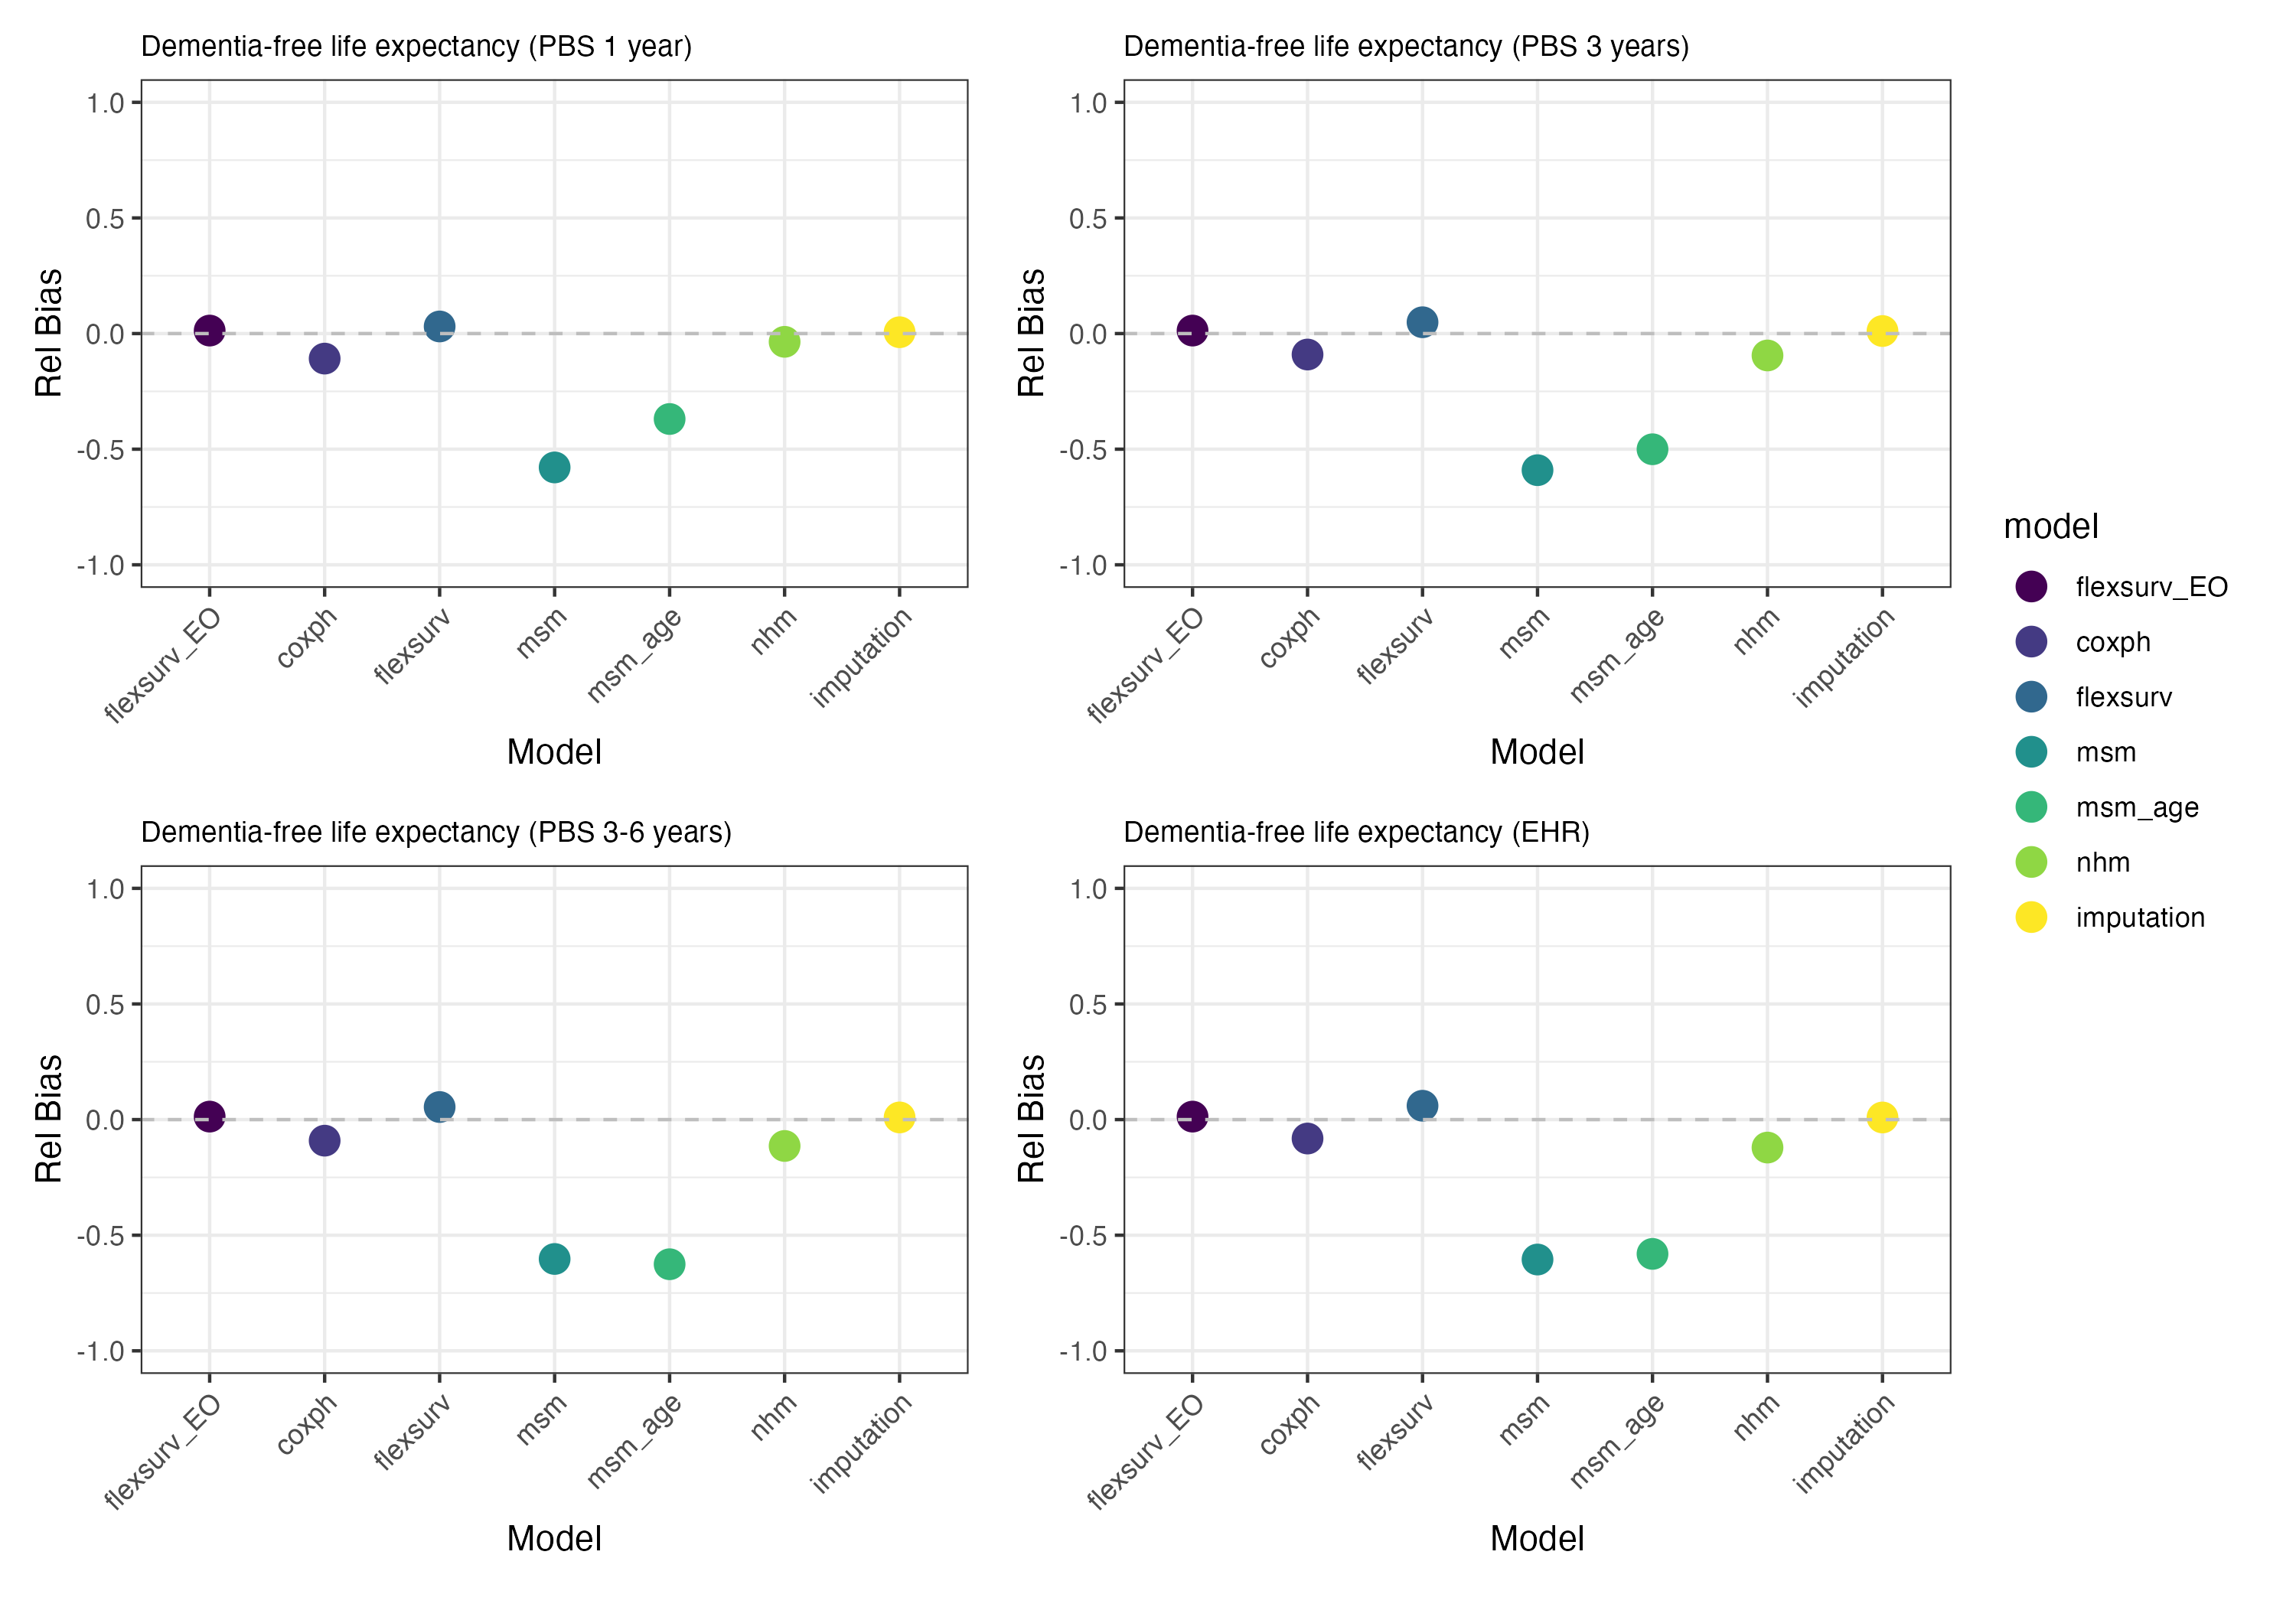 Dementia-free life expectancy (PBS 1 year)
Rel Bias
1.0
0.5
0.0
-0.5
-1.0
flexsurv_EO
coxph
flexsurv
msm
msm_age
nhm
imputation
Model
Dementia-free life expectancy (PBS 3 years)
Rel Bias
1.0
0.5
0.0
-0.5
-1.0
flexsurv_EO
coxph
flexsurv
msm
msm_age
nhm
imputation
Model
Dementia-free life expectancy (PBS 3-6 years)
Rel Bias
1.0
0.5
0.0
-0.5
-1.0
flexsurv_EO
coxph
flexsurv
msm
msm_age
nhm
imputation
Model
Dementia-free life expectancy (EHR)
Rel Bias
1.0
0.5
0.0
-0.5
-1.0
flexsurv_EO
coxph
flexsurv
msm
msm_age
nhm
imputation
Model
model
flexsurv_EO
coxph
flexsurv
msm
msm_age
nhm
imputation